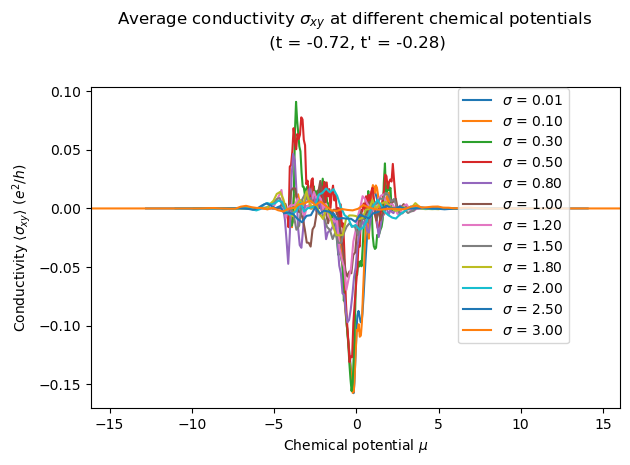 Average conductivity σxy at different chemical potentials
(t = -0.72, t' = -0.28)
Conductivity ⟨σxy⟩ (e²/h)
0.10
0.05
0.00
−0.05
−0.10
−0.15
σ = 0.01
σ = 0.10
σ = 0.30
σ = 0.50
σ = 0.80
σ = 1.00
σ = 1.20
σ = 1.50
σ = 1.80
σ = 2.00
σ = 2.50
σ = 3.00
−15 −10 −5 0 5 10 15
Chemical potential μ